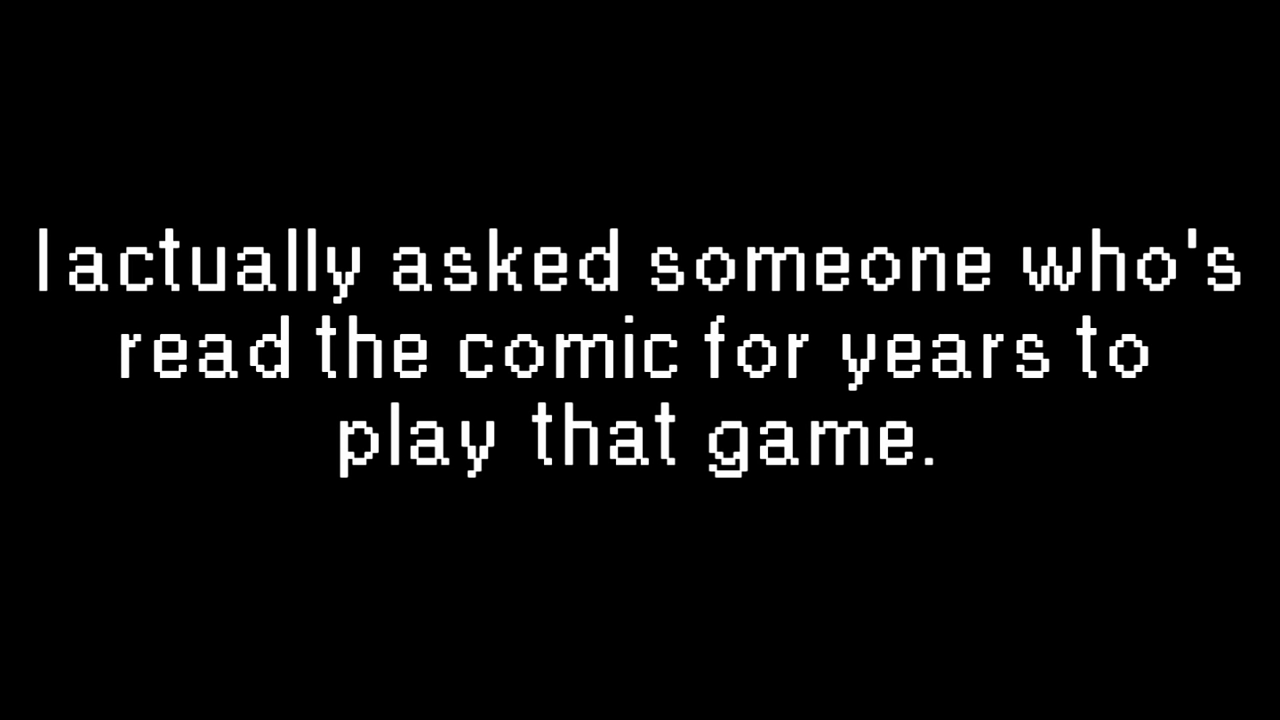 I actually asked someone who's
read the comic for years to
play that game.